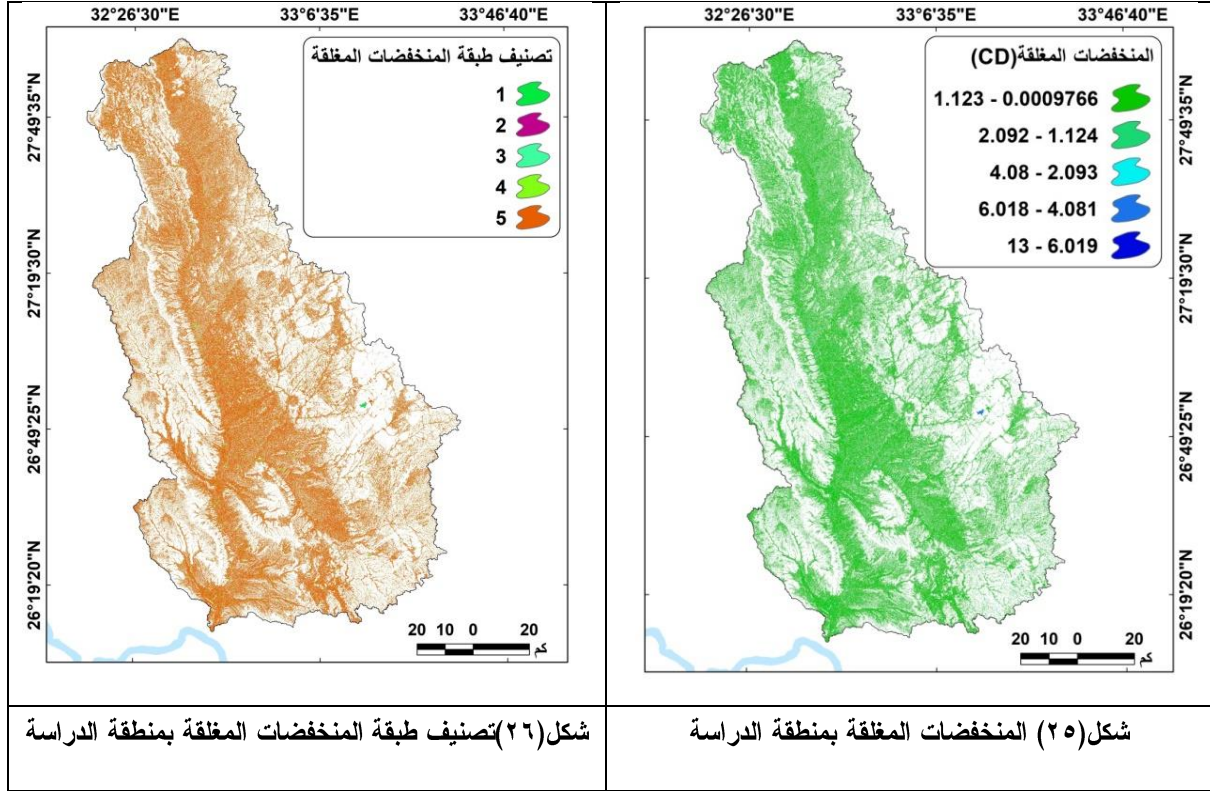 32°26'30"E 33°6'35"E 33°46'40"E
المنخفضات المغلقة(CD)
1.123 - 0.0009766
2.092 - 1.124
4.08 - 2.093
6.018 - 4.081
13 - 6.019
27°49'35"N
27°19'30"N
26°49'25"N
26°19'20"N
20 10 0 20
كم
شكل(٢٥) المنخفضات المغلقة بمنطقة الدراسة
32°26'30"E 33°6'35"E 33°46'40"E
تصنيف طبقة المنخفضات المغلقة
1
2
3
4
5
27°49'35"N
27°19'30"N
26°49'25"N
26°19'20"N
20 10 0 20
كم
شكل(٢٦)تصنيف طبقة المنخفضات المغلقة بمنطقة الدراسة